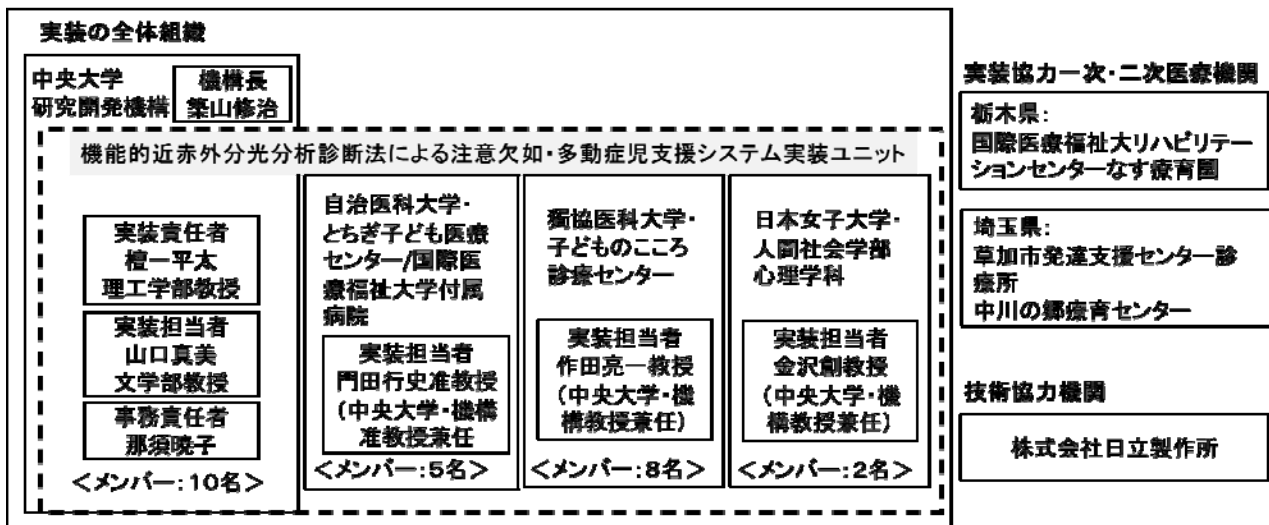 実装の全体組織
中央大学
研究開発機構
機構長
築山修治
機能的近赤外分光分析診断法による注意欠如・多動症児支援システム実装ユニット
実装責任者
檀一平太
理工学部教授
実装担当者
山口真美
文学部教授
事務責任者
那須暁子
<メンバー:10名>
自治医科大学・
とちぎ子ども医療
センター/国際医
療福祉大学付属
病院
実装担当者
門田行史准教授
(中央大学・機構
准教授兼任
<メンバー:5名>
獨協医科大学・
子どものこころ
診療センター
実装担当者
作田亮一教授
(中央大学・機
構教授兼任)
<メンバー:8名>
日本女子大学・
人間社会学部
心理学科
実装担当者
金沢創教授
(中央大学・機
構教授兼任)
<メンバー:2名>
実装協力一次・二次医療機関
栃木県:
国際医療福祉大リハビリテー
ションセンターなす療育園
埼玉県:
草加市発達支援センター診
療所
中川の郷療育センター
技術協力機関
株式会社日立製作所